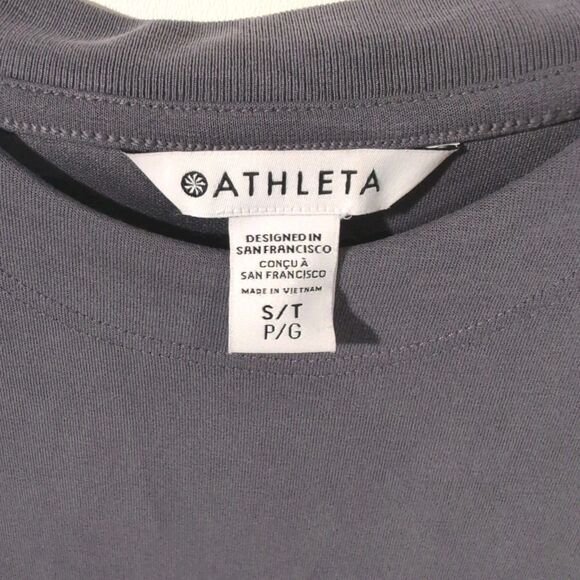 ATHLETA
DESIGNED IN
SAN FRANCISCO
CONÇU À
SAN FRANCISCO
MADE IN VIETNAM
S/T
P/G